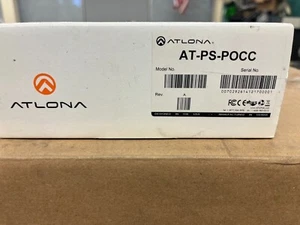 ATLONA
AT-PS-POCC
Model No.
Serial No.
Rev.
A
ATLONA